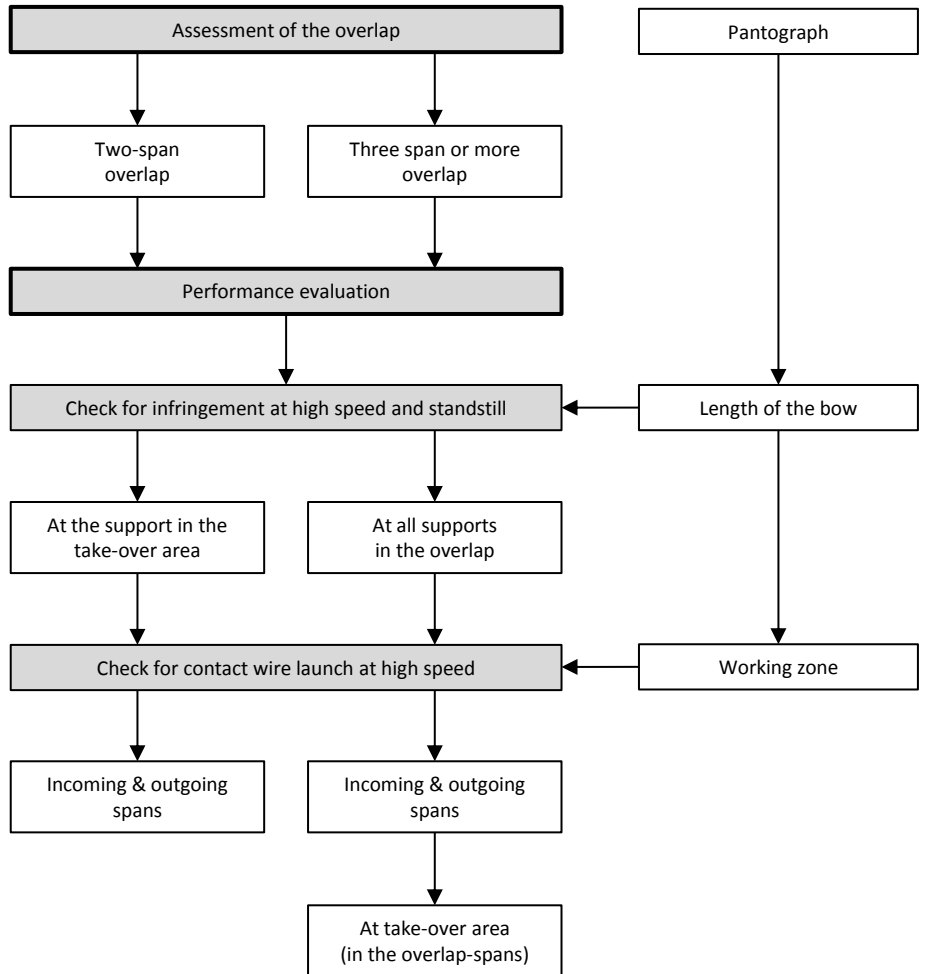 Assessment of the overlap
Pantograph
Two-span
overlap
Three span or more
overlap
Performance evaluation
Check for infringement at high speed and standstill
Length of the bow
At the support in the
take-over area
At all supports
in the overlap
Check for contact wire launch at high speed
Working zone
Incoming & outgoing
spans
Incoming & outgoing
spans
At take-over area
(in the overlap-spans)